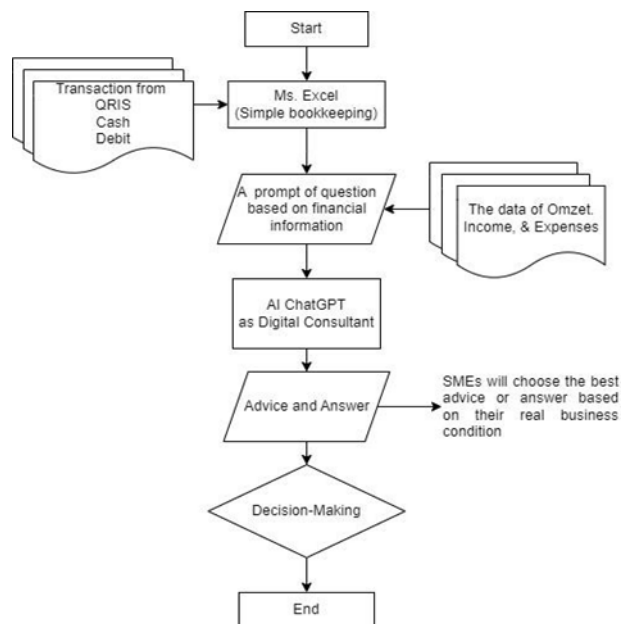 Start
Transaction from
QRIS
Cash
Debit
Ms. Excel
(Simple bookkeeping)
A prompt of question
based on financial
information
The data of Omzet.
Income, & Expenses
AI ChatGPT
as Digital Consultant
Advice and Answer
SMEs will choose the best
advice or answer based
on their real business
condition
Decision-Making
End